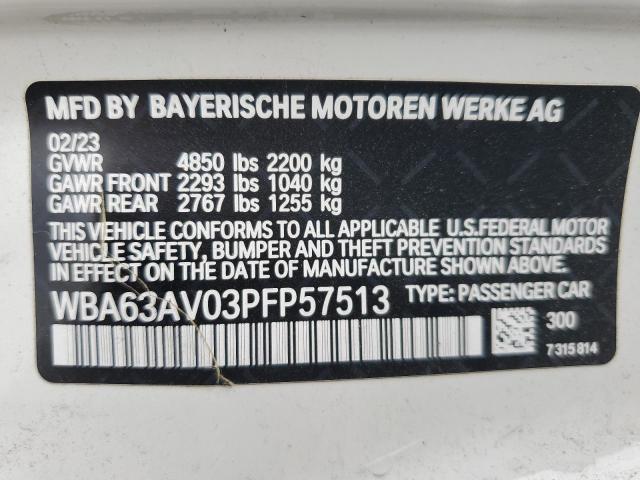 MFD BY BAYERISCHE MOTOREN WERKE AG
02/23
GVWR 4850 lbs 2200 kg
GAWR FRONT 2293 lbs 1040 kg
GAWR REAR 2767 lbs 1255 kg
THIS VEHICLE CONFORMS TO ALL APPLICABLE U.S.FEDERAL MOTOR
VEHICLE SAFETY, BUMPER AND THEFT PREVENTION STANDARDS
IN EFFECT ON THE DATE OF MANUFACTURE SHOWN ABOVE.
WBA63AV03PFP57513 TYPE: PASSENGER CAR
300
7315814